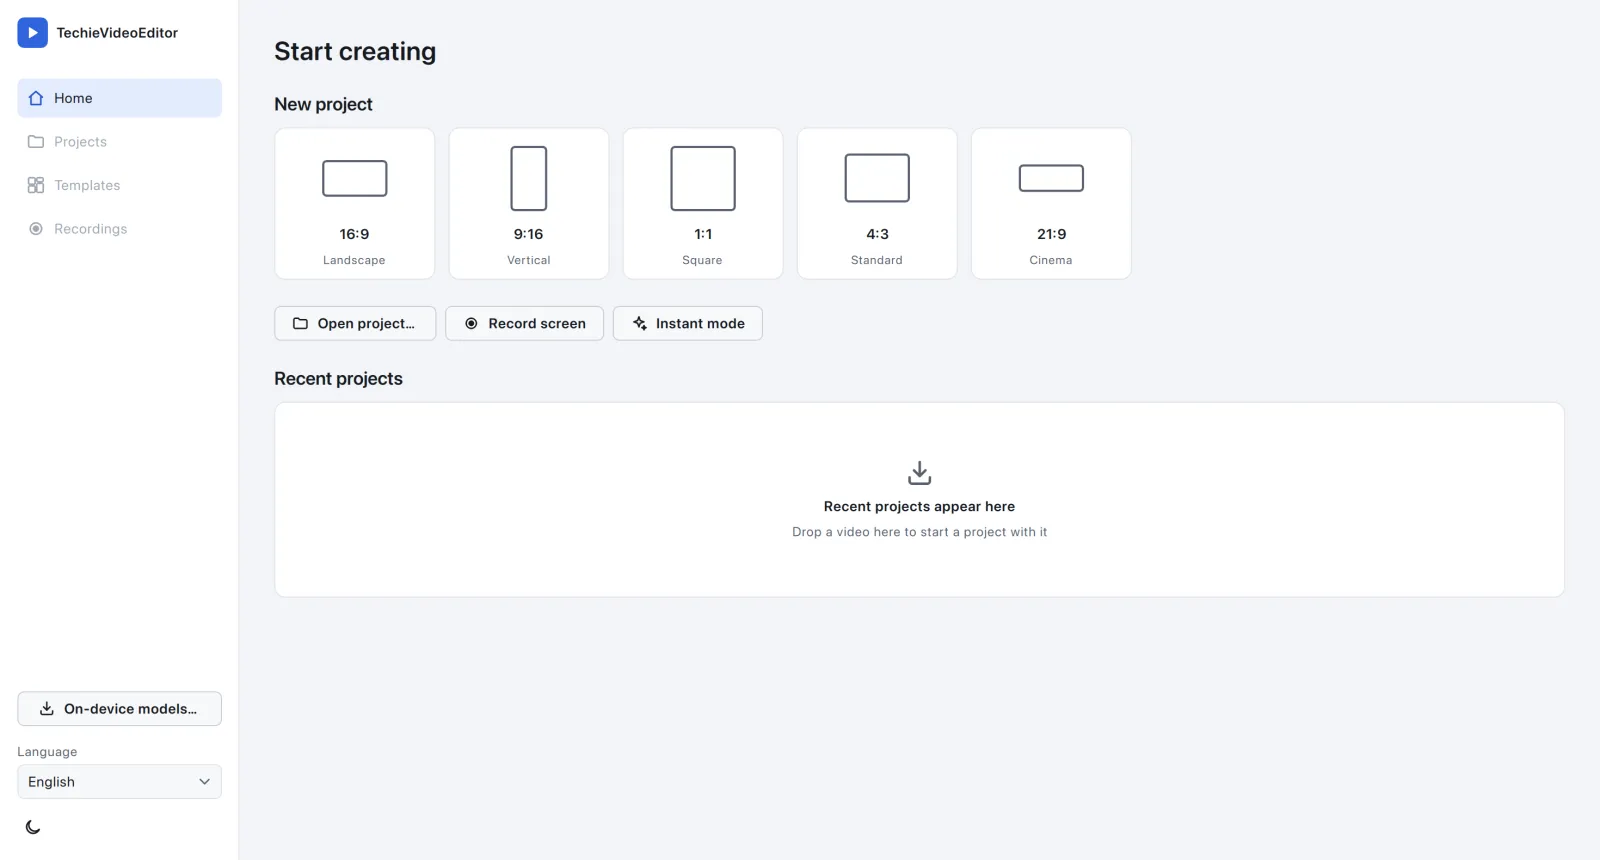 TechieVideoEditor
Home
Projects
Templates
Recordings
On-device models...
Language
English
Start creating
New project
16:9
Landscape
9:16
Vertical
1:1
Square
4:3
Standard
21:9
Cinema
Open project...
Record screen
Instant mode
Recent projects
Recent projects appear here
Drop a video here to start a project with it